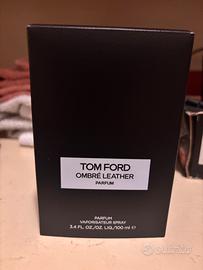 TOM FORD
OMBRÉ LEATHER
PARFUM
PARFUM
VAPORISATEUR SPRAY
3.4 FL. OZ./OZ. LIQ./100 ml ℮